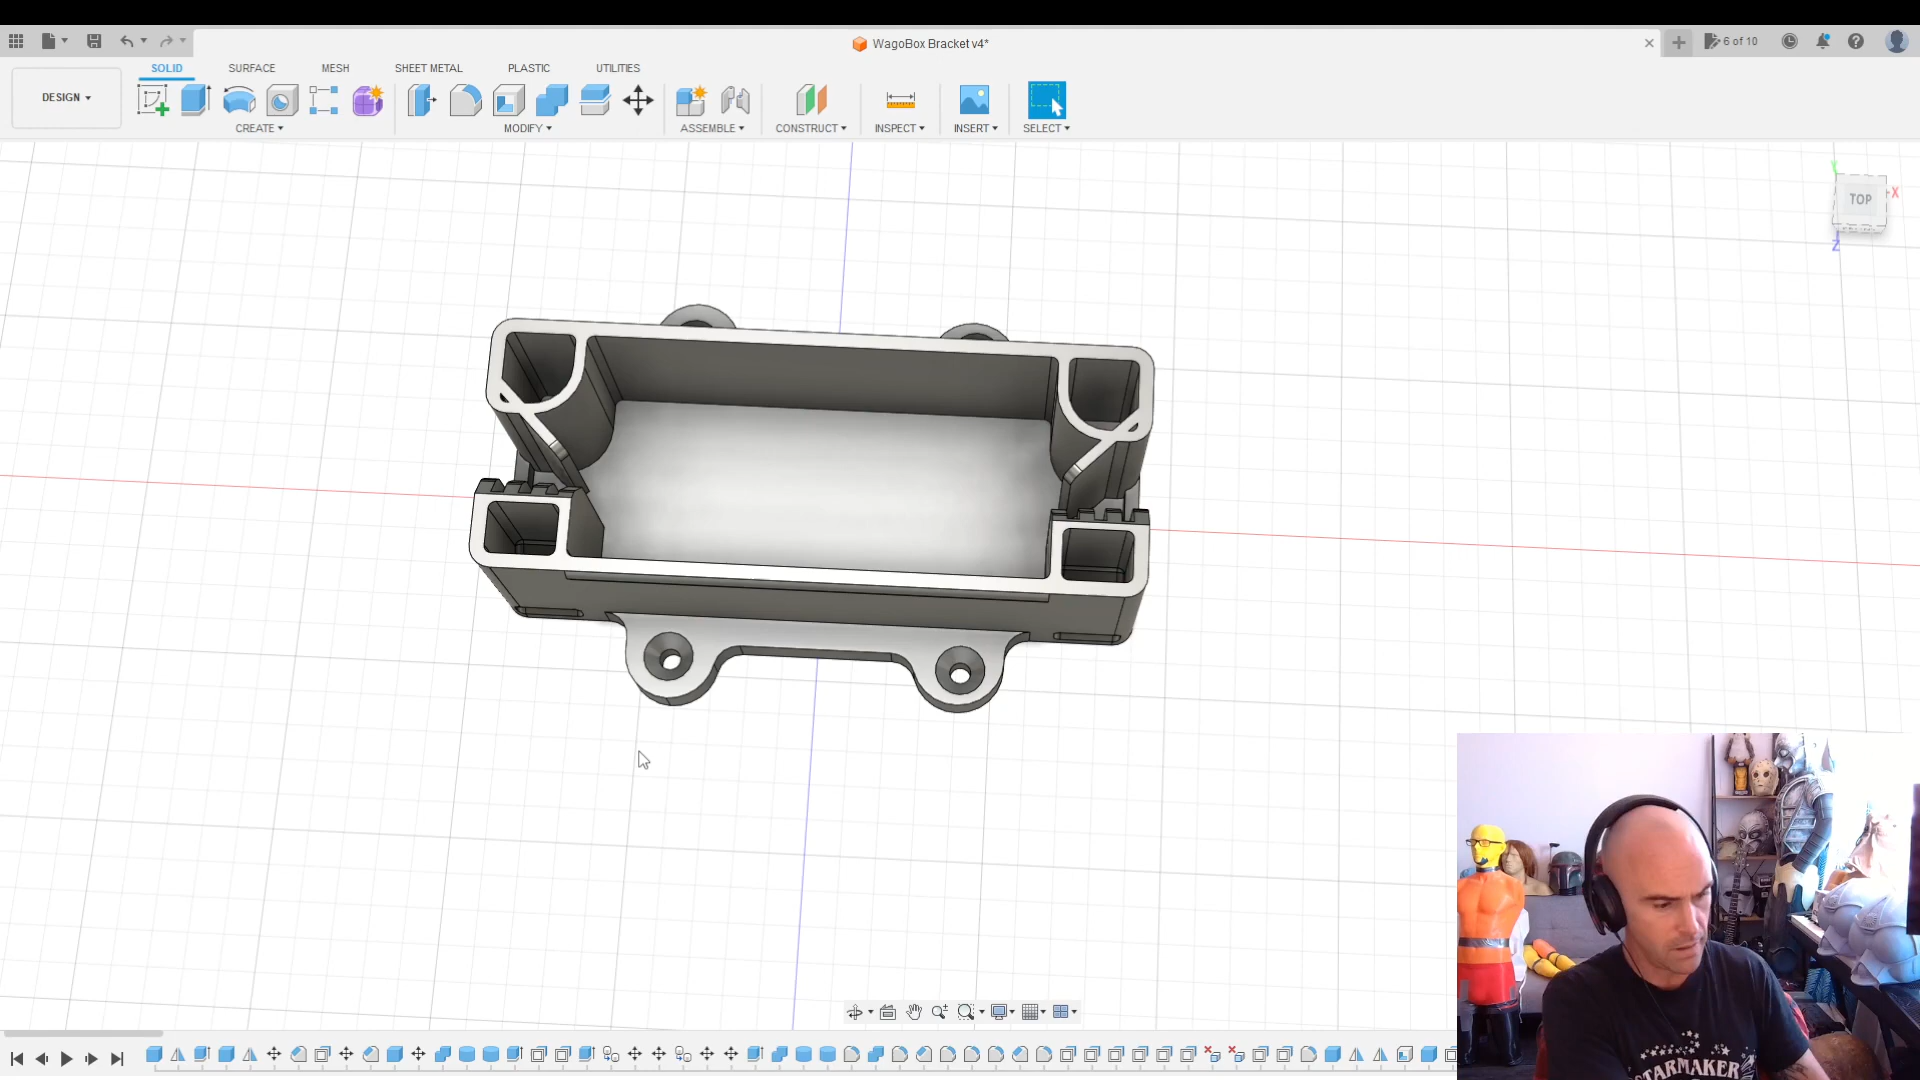 WagoBox Bracket v4*
6 of 10
SOLID
SURFACE
MESH
SHEET METAL
PLASTIC
UTILITIES
DESIGN
CREATE
MODIFY
ASSEMBLE
CONSTRUCT
INSPECT
INSERT
SELECT
Y
TOP
X
Z
STARMAKER